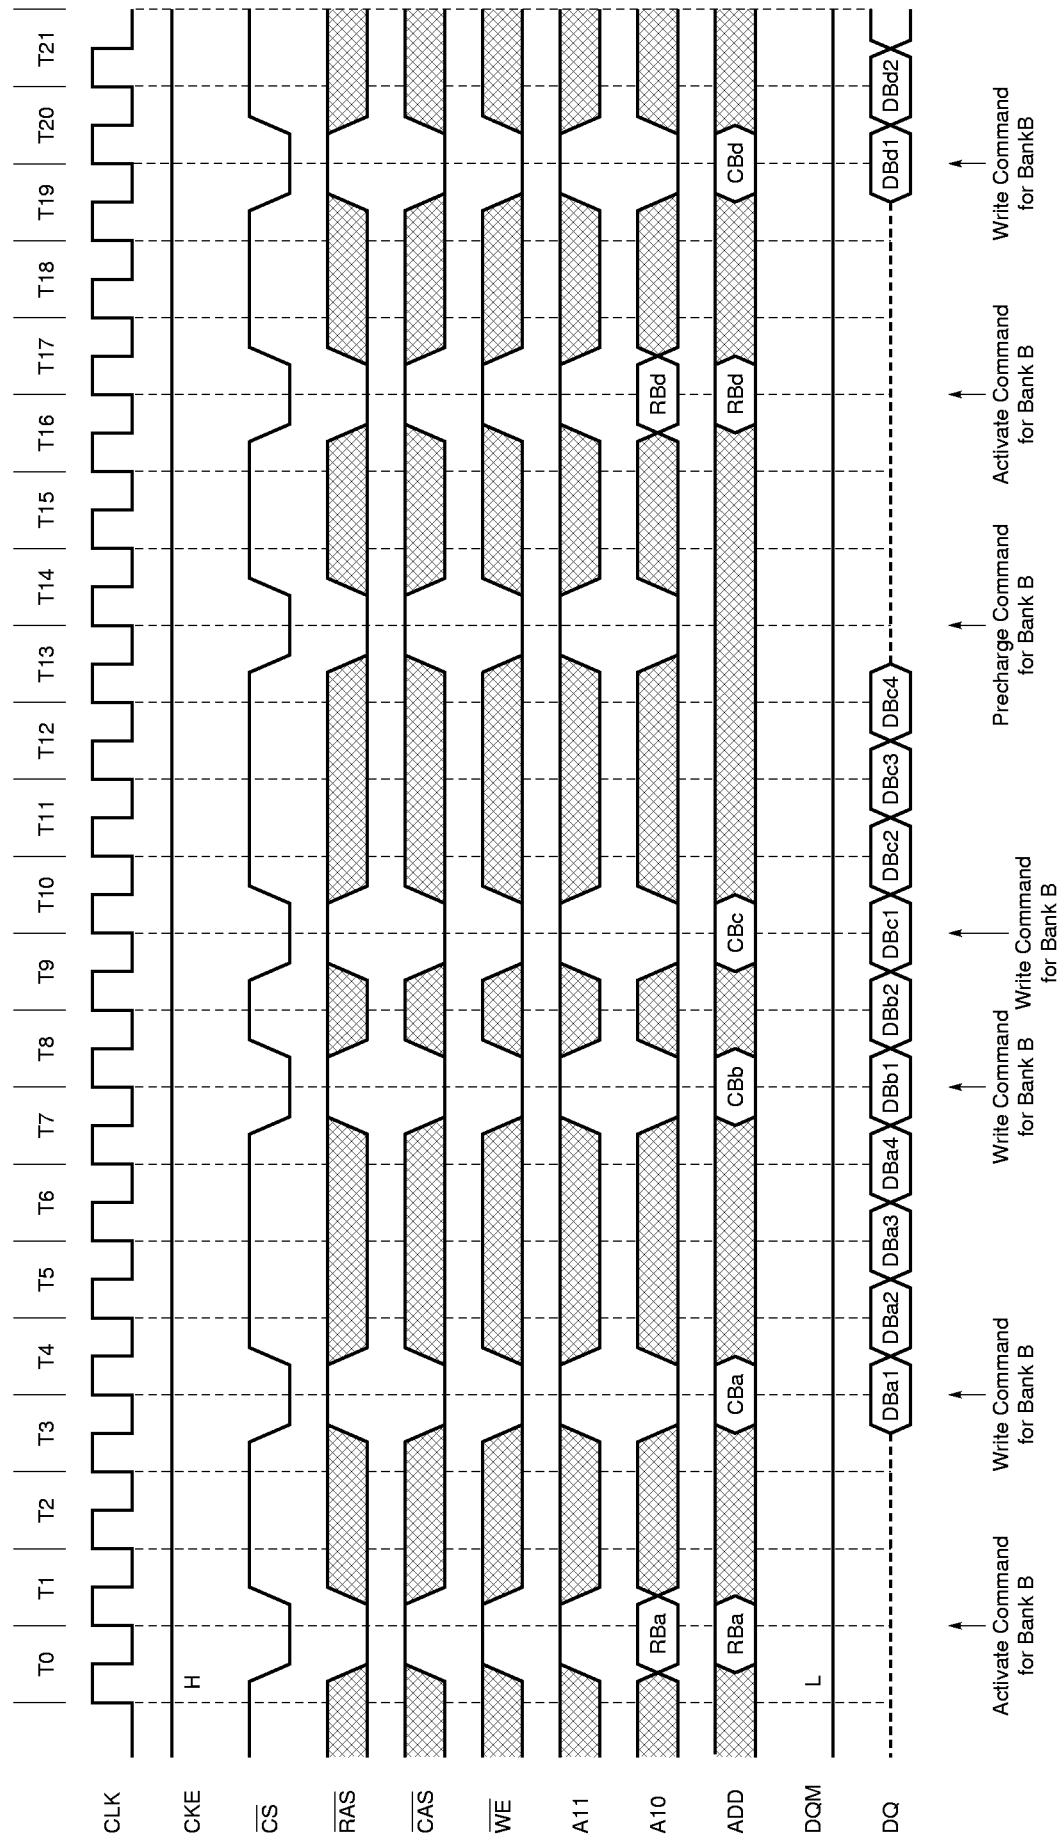 T0 T1 T2 T3 T4 T5 T6 T7 T8 T9 T10 T11 T12 T13 T14 T15 T16 T17 T18 T19 T20 T21
CLK
CKE H
CS
RAS
CAS
WE
A11
A10 RBa RBd
ADD RBa CBa CBb CBc RBd CBd
DQM L
DQ DBa1 DBa2 DBa3 DBa4 DBb1 DBb2 DBc1 DBc2 DBc3 DBc4 DBd1 DBd2
Activate Command
for Bank B
Write Command
for Bank B
Write Command
for Bank B
Write Command
for Bank B
Precharge Command
for Bank B
Activate Command
for Bank B
Write Command
for BankB